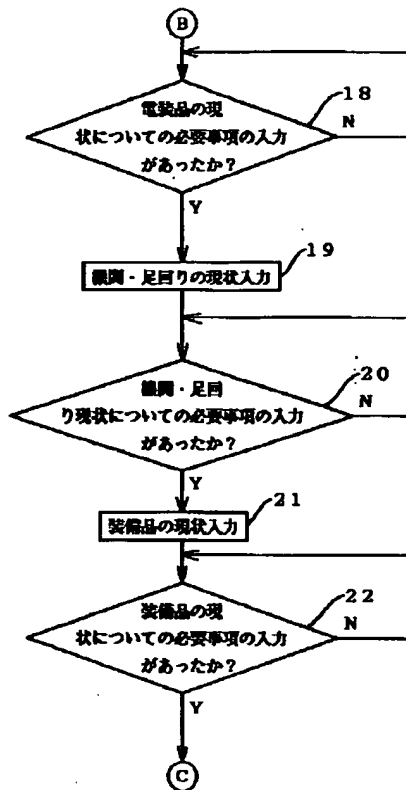 B
18
電装品の現
状についての必要事項の入力
があったか?
N
Y
19
機関・足回りの現状入力
20
機関・足回
り現状についての必要事項の入力
があったか?
N
Y
21
装備品の現状入力
22
装備品の現
状についての必要事項の入力
があったか?
N
Y
C